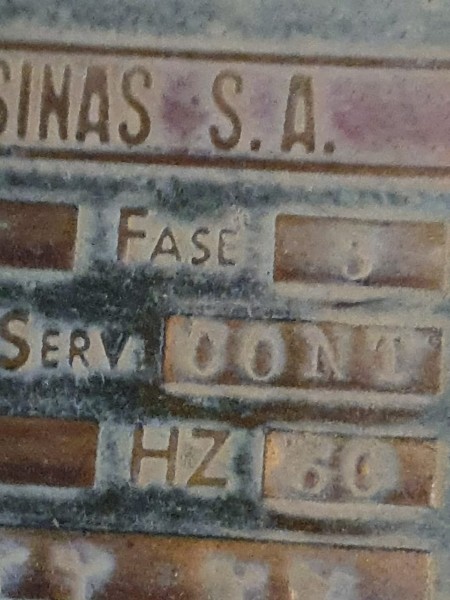 SINAS S.A.
FASE 3
SERV. CONT
HZ 60